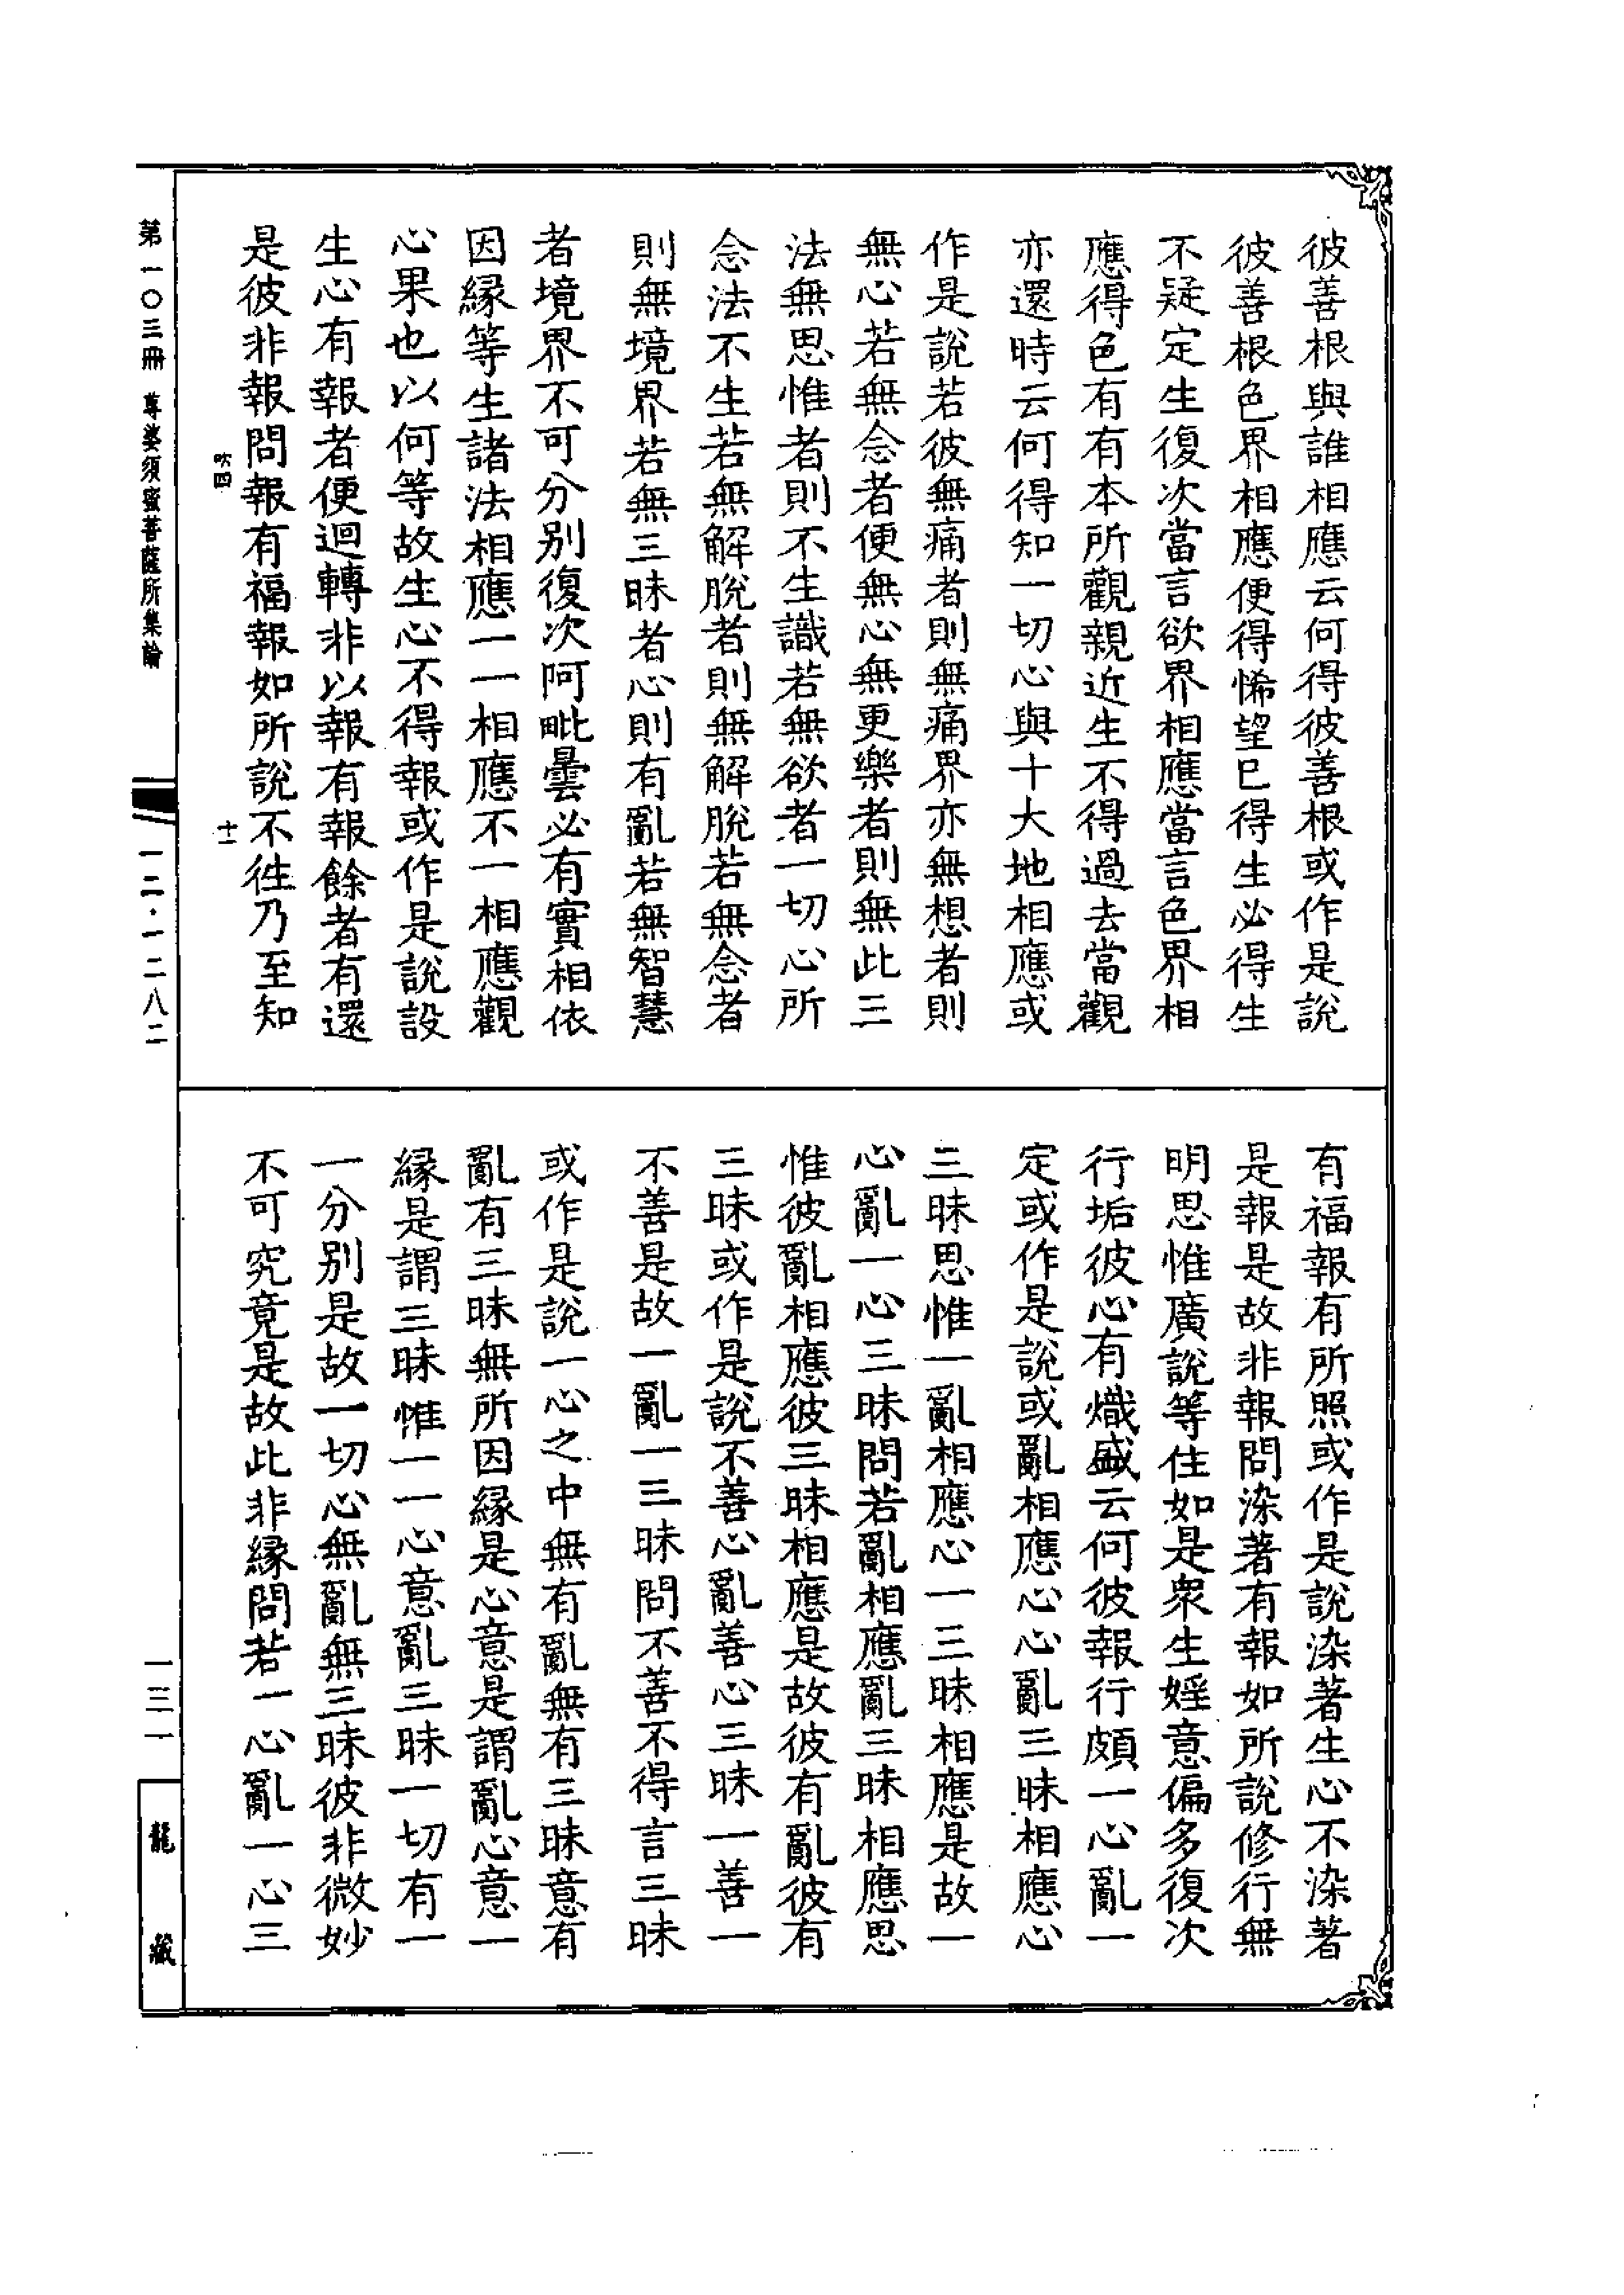 彼善根與誰相應云何得彼善根或作是說
彼善根色界相應便得悕望已得生必得生
不疑定生復次當言欲界相應當言色界相
應得色有有本所觀親近生不得過去當觀
亦還時云何得知一切心與十大地相應或
作是說若彼無痛者則無痛界亦無想者則
無心若無念者便無心無更樂者則無此三
法無思惟者則不生識若無欲者一切心所
念法不生若無解脫者則無解脫若無念者
則無境界若無三昧者心則有亂若無智慧
者境界不可分別復次阿毗曇必有實相依
因緣等生諸法相應一一相應不一相應觀
心果也以何等故生心不得報或作是說設
生心有報者便迴轉非以報有報餘者有還
是彼非報問報有福報如所說不往乃至知
吹四
十二
有福報有所照或作是說染著生心不染著
是報是故非報問染著有報如所說修行無
明思惟廣說等住如是衆生婬意偏多復次
行垢彼心有熾盛云何彼報行頗一心亂一
定或作是說或亂相應心心亂三昧相應心
三昧思惟一亂相應心一三昧相應是故一
心亂一心三昧問若亂相應亂三昧相應思
惟彼亂相應彼三昧相應是故彼有亂彼有
三昧或作是說不善心亂善心三昧一善一
不善是故一亂一三昧問不善不得言三昧
或作是說一心之中無有亂無有三昧意有
亂有三昧無所因緣是心意是謂亂心意一
緣是謂三昧惟一一心意亂三昧一切有一
一分別是故一切心無亂無三昧彼非微妙
不可究竟是故此非緣問若一心亂一心三
第一〇三冊 尊婆須蜜菩薩所集論
一二·一二八二
一三一
龍藏